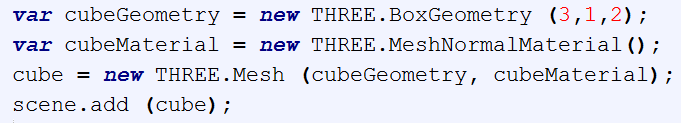 var cubeGeometry = new THREE.BoxGeometry (3,1,2);
var cubeMaterial = new THREE.MeshNormalMaterial();
cube = new THREE.Mesh (cubeGeometry, cubeMaterial);
scene.add (cube);